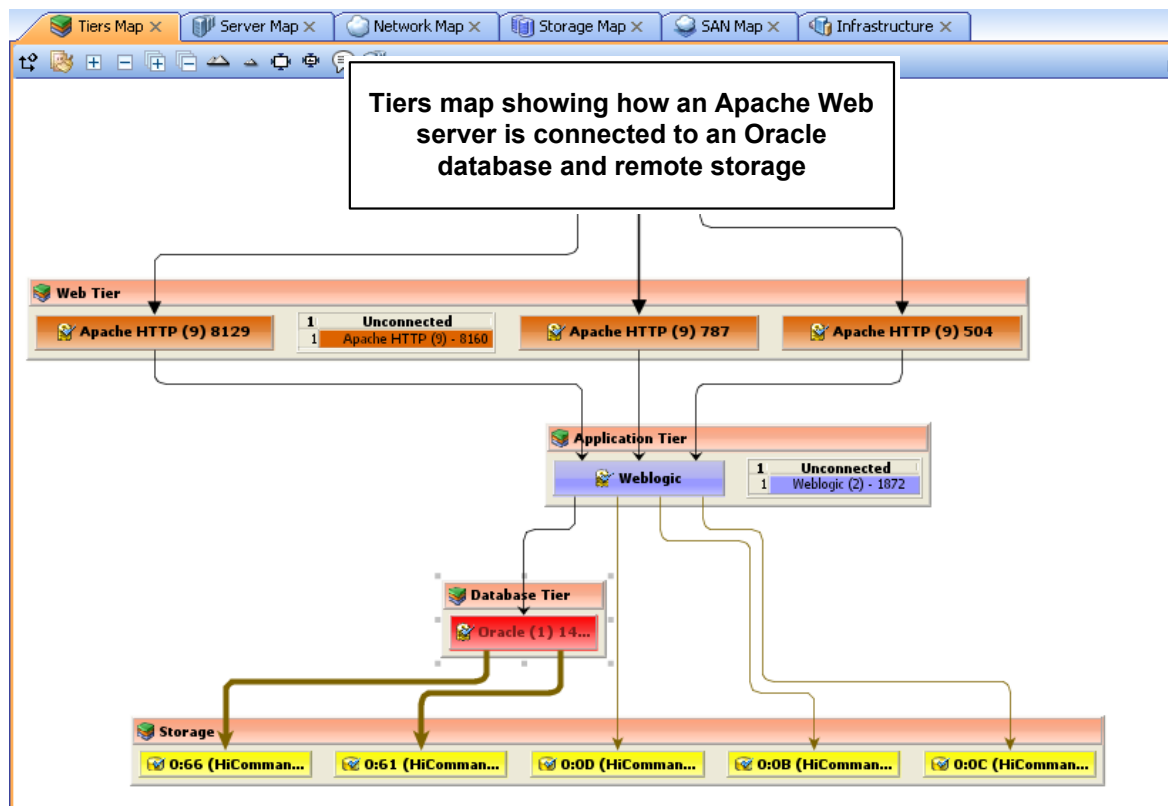 Tiers Map
Server Map
Network Map
Storage Map
SAN Map
Infrastructure
Tiers map showing how an Apache Web
server is connected to an Oracle
database and remote storage
Web Tier
Apache HTTP (9) 8129
1 Unconnected
1 Apache HTTP (9) - 8160
Apache HTTP (9) 787
Apache HTTP (9) 504
Application Tier
Weblogic
1 Unconnected
1 Weblogic (2) - 1872
Database Tier
Oracle (1) 14...
Storage
0:66 (HiComman...
0:61 (HiComman...
0:0D (HiComman...
0:0B (HiComman...
0:0C (HiComman...